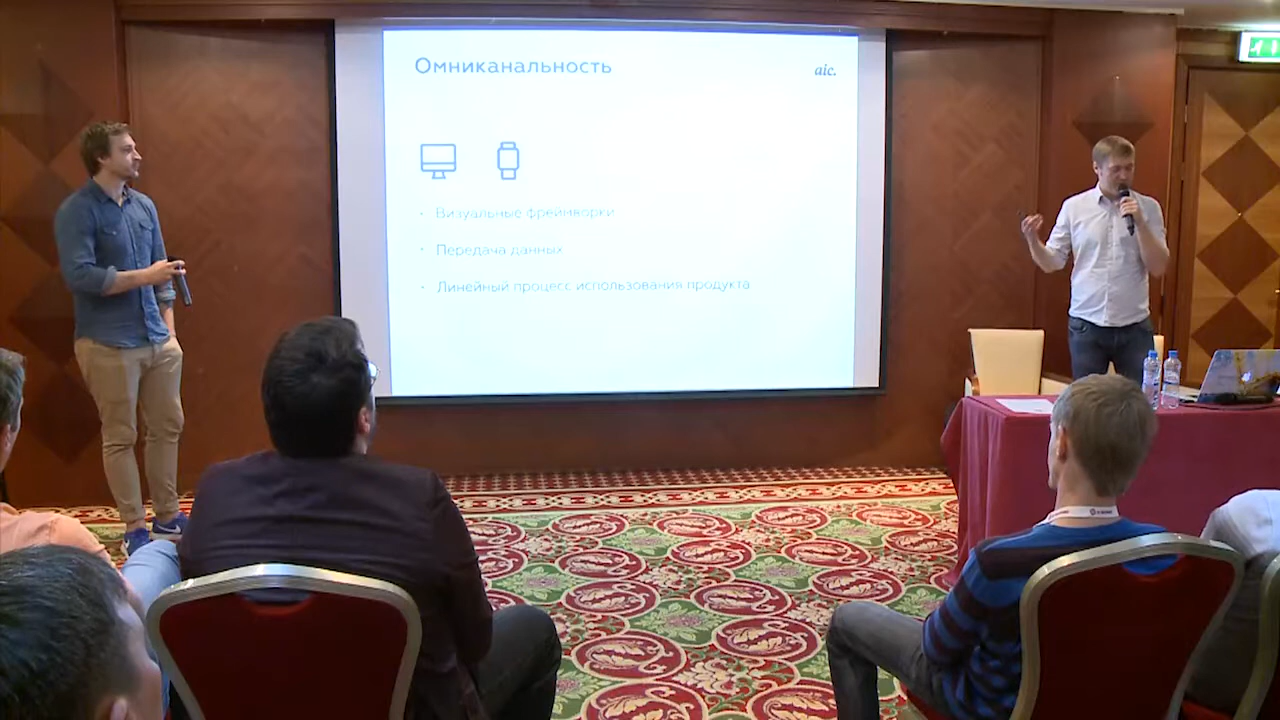 Омниканальность
aic.
Визуальные фреймворки
Передача данных
Линейный процесс использования продукта